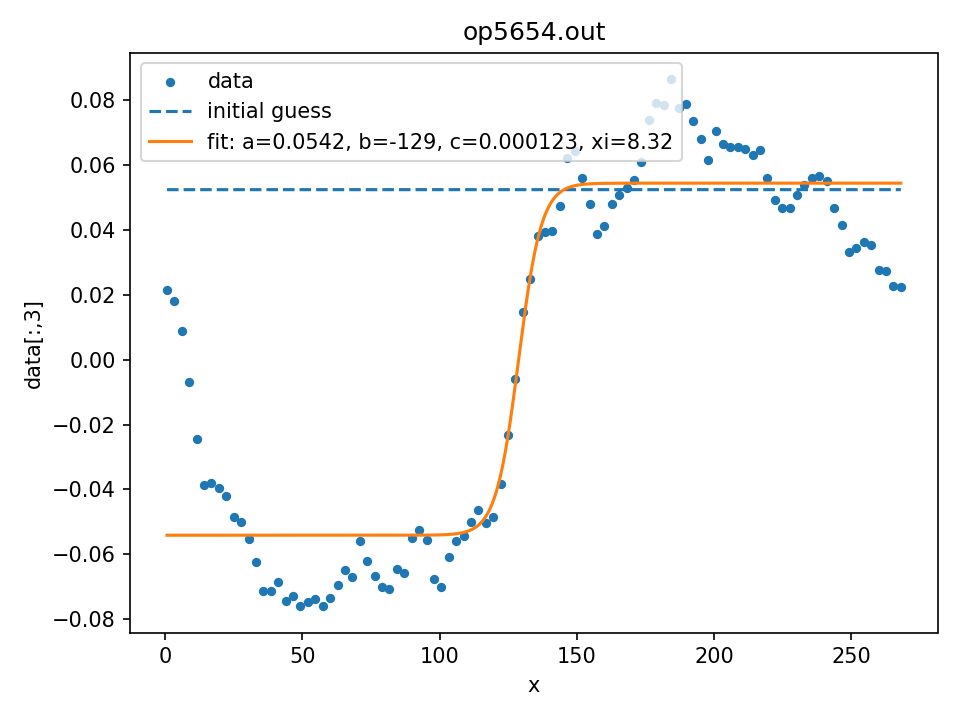 op5654.out
data
initial guess
fit: a=0.0542, b=-129, c=0.000123, xi=8.32
0.08
0.06
0.04
0.02
0.00
−0.02
−0.04
−0.06
−0.08
data[:,3]
0 50 100 150 200 250
x